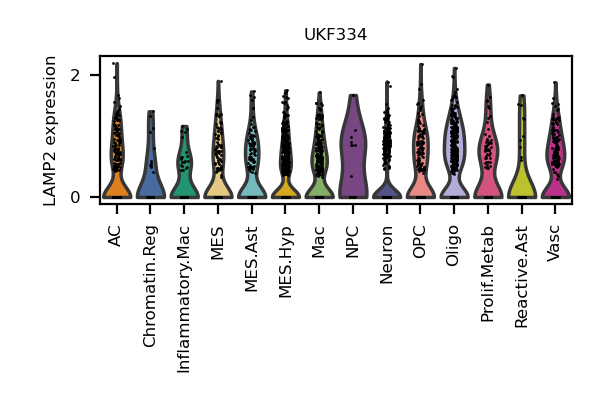 UKF334
LAMP2 expression
2
0
AC
Chromatin.Reg
Inflammatory.Mac
MES
MES.Ast
MES.Hyp
Mac
NPC
Neuron
OPC
Oligo
Prolif.Metab
Reactive.Ast
Vasc